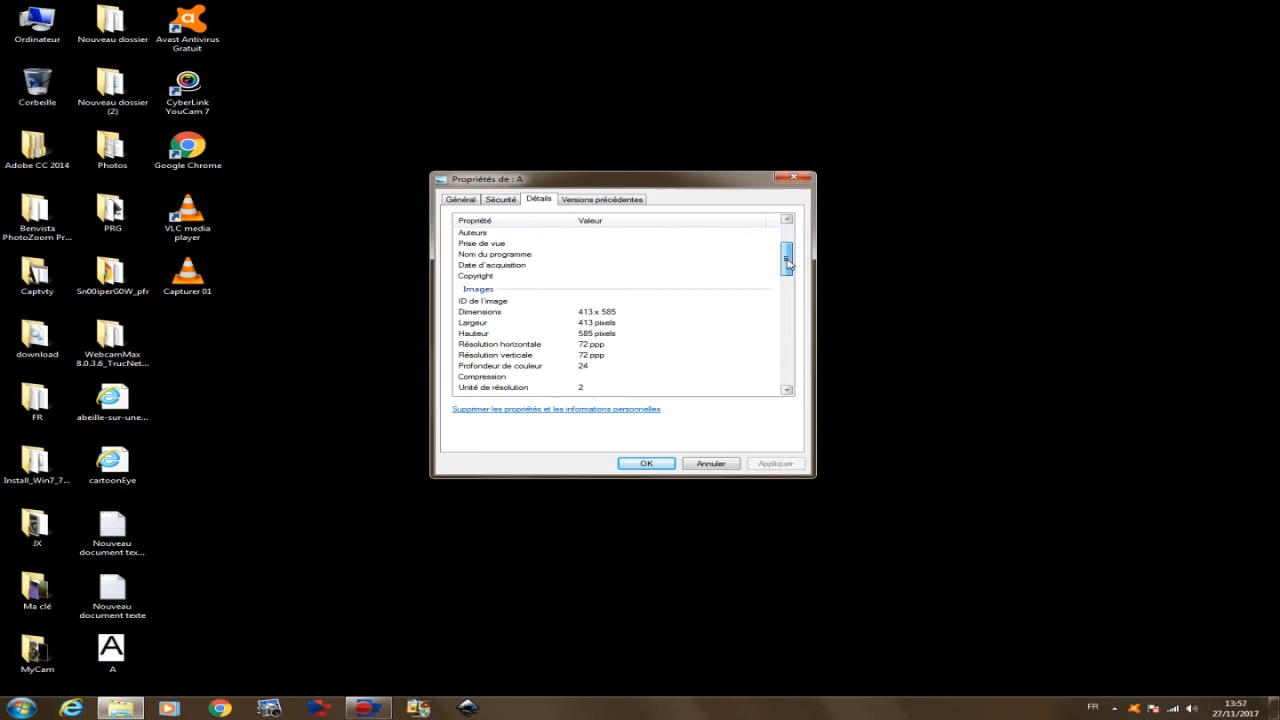 Ordinateur
Nouveau dossier
Avast Antivirus
Gratuit
Corbeille
Nouveau dossier
(2)
CyberLink
YouCam 7
Adobe CC 2014
Photos
Google Chrome
Benvista
PhotoZoom Pr...
PRG
VLC media
player
Captvty
Sn00iperG0W_pfr
Capturer 01
download
WebcamMax
8.0.3.6_TrucNet...
FR
abeille-sur-une...
Install_Win7_7...
cartoonEye
JX
Nouveau
document tex...
Ma clé
Nouveau
document texte
MyCam
A
A
Propriétés de : A
Général
Sécurité
Détails
Versions précédentes
Propriété
Valeur
Auteurs
Prise de vue
Nom du programme
Date d'acquisition
Copyright
Images
ID de l'image
Dimensions 413 x 585
Largeur 413 pixels
Hauteur 585 pixels
Résolution horizontale 72 ppp
Résolution verticale 72 ppp
Profondeur de couleur 24
Compression
Unité de résolution 2
Supprimer les propriétés et les informations personnelles
OK
Annuler
Appliquer
FR
13:57
27/11/2017